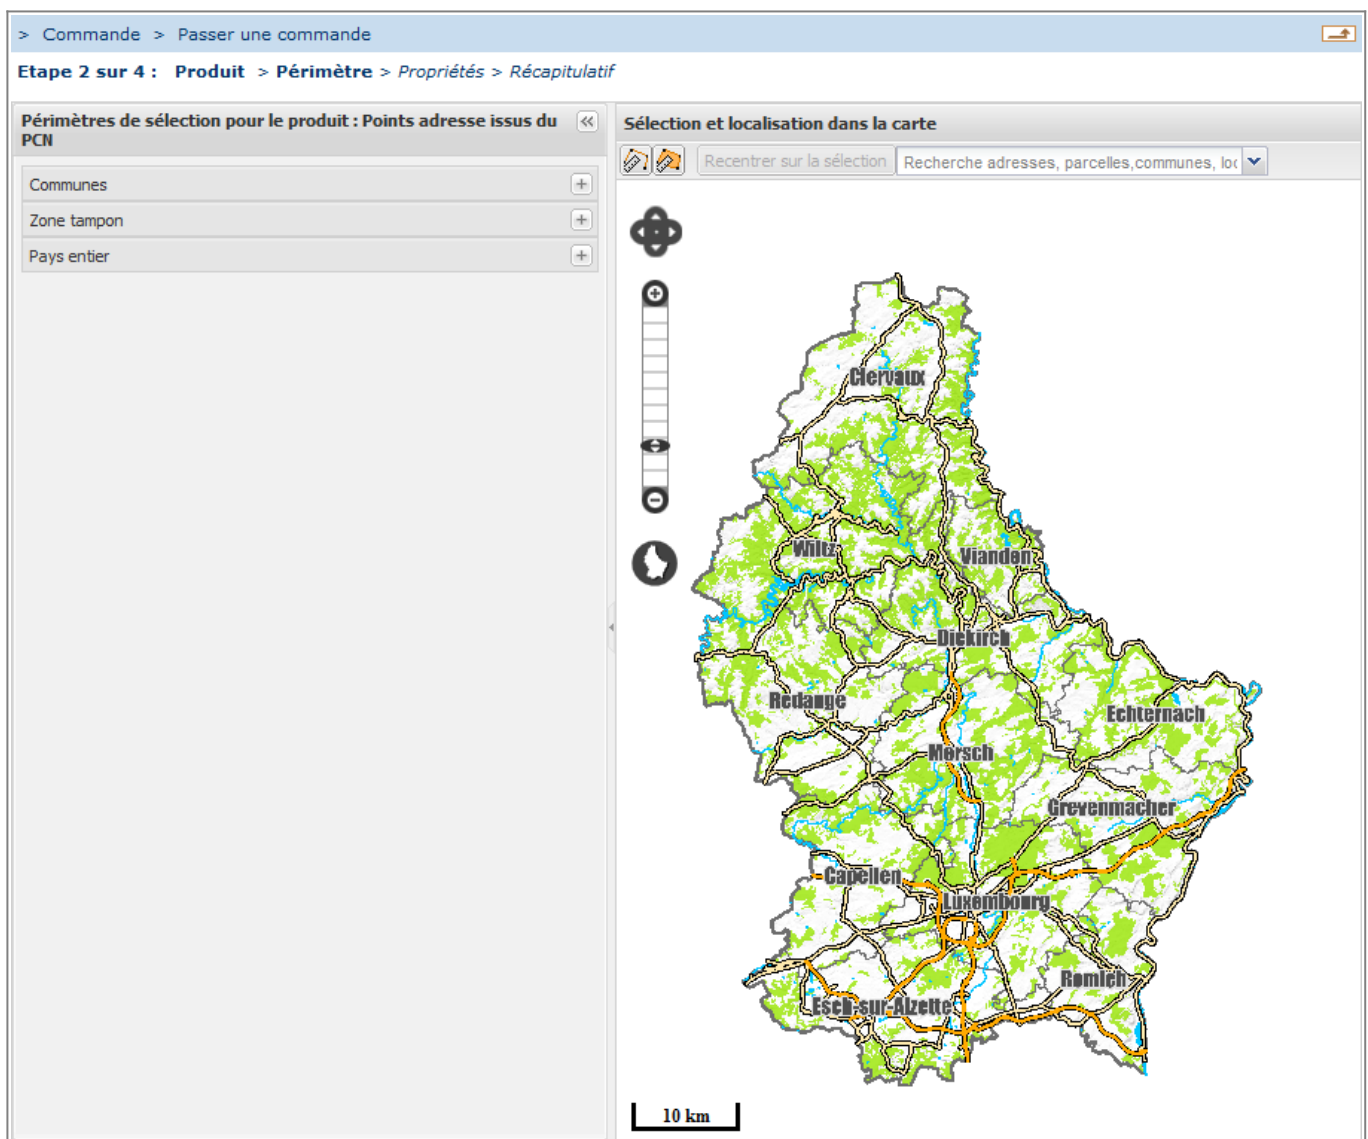 > Commande > Passer une commande
Etape 2 sur 4 : Produit > Périmètre > Propriétés > Récapitulatif
Périmètres de sélection pour le produit : Points adresse issus du
PCN
Communes
Zone tampon
Pays entier
Sélection et localisation dans la carte
Recentrer sur la sélection
Recherche adresses, parcelles,communes, loc
Clervaux
Wiltz
Vianden
Diekirch
Redange
Echternach
Mersch
Grevenmacher
Capellen
Luxembourg
Remich
Esch-sur-Alzette
10 km